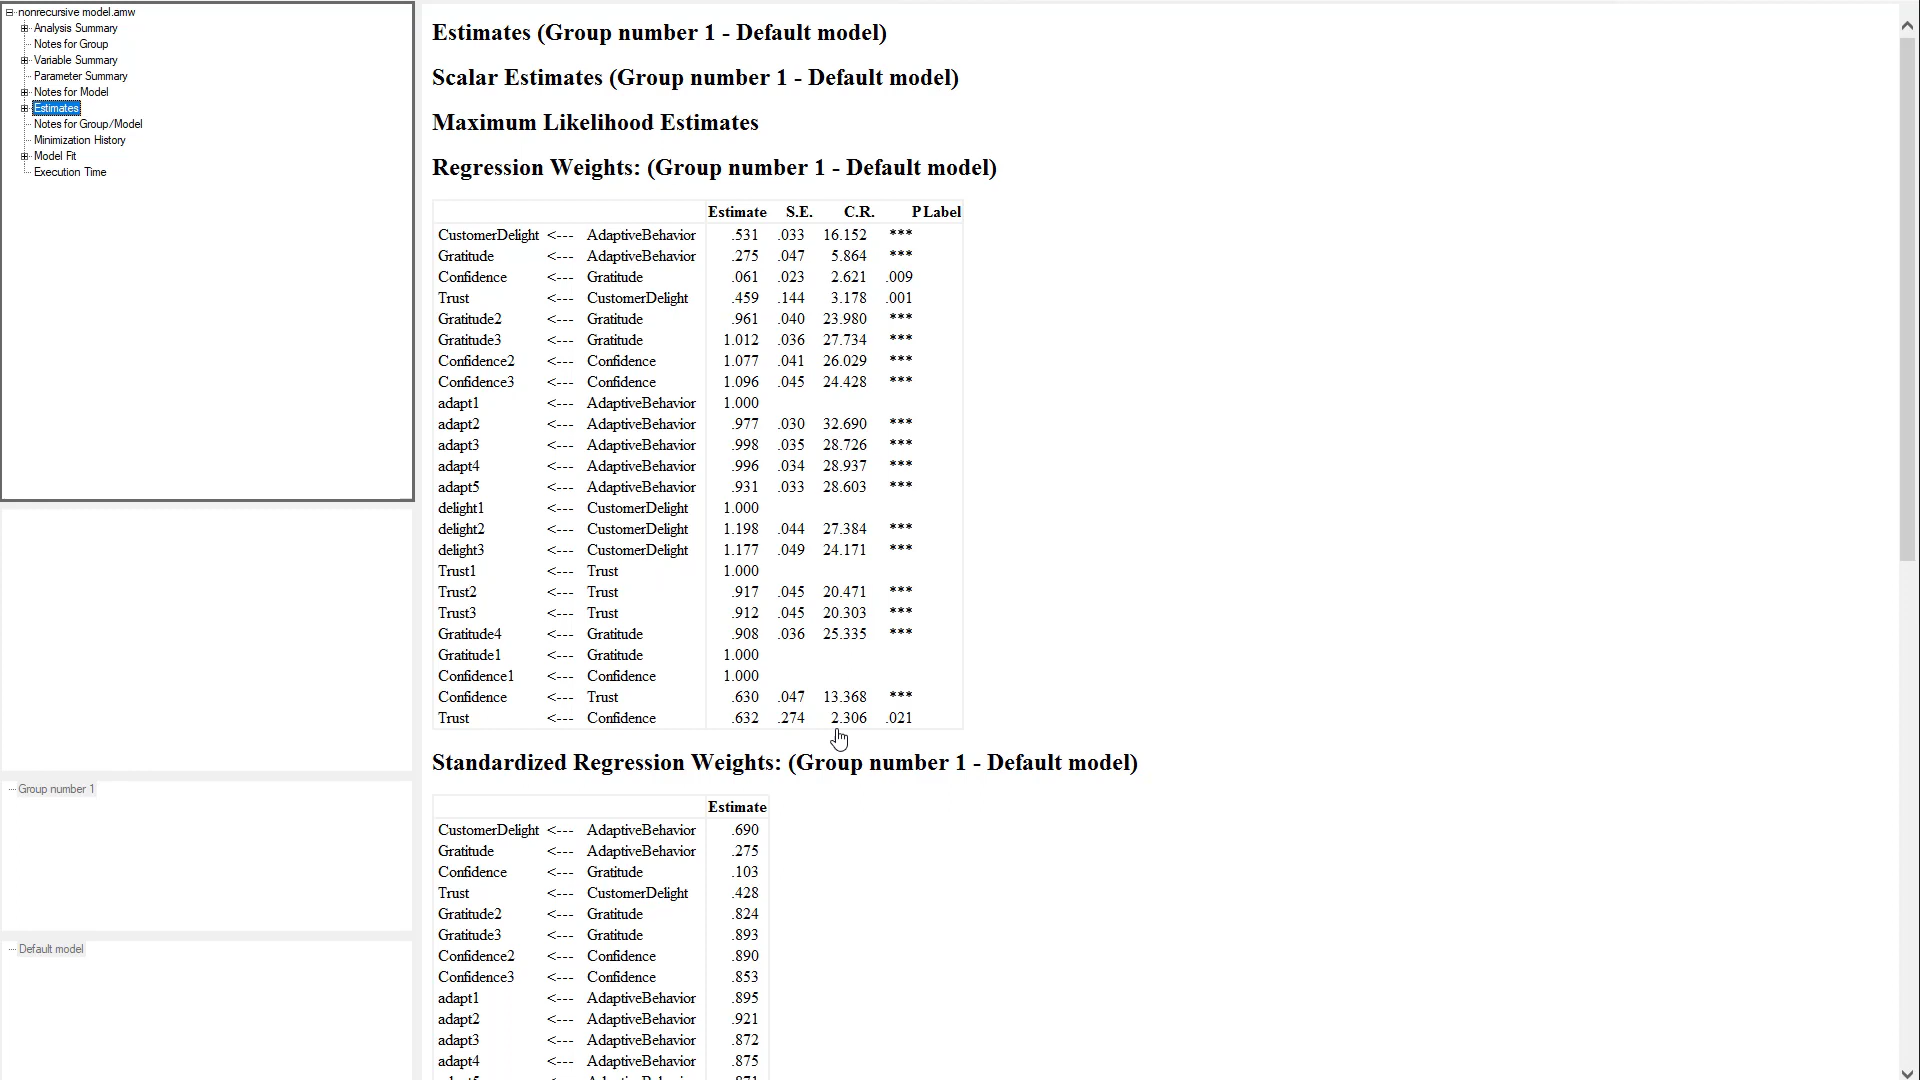 nonrecursive model.amw
Analysis Summary
Notes for Group
Variable Summary
Parameter Summary
Notes for Model
Estimates
Notes for Group/Model
Minimization History
Model Fit
Execution Time
Group number 1
Default model
Estimates (Group number 1 - Default model)
Scalar Estimates (Group number 1 - Default model)
Maximum Likelihood Estimates
Regression Weights: (Group number 1 - Default model)
Estimate S.E. C.R. P Label
CustomerDelight <--- AdaptiveBehavior .531 .033 16.152 ***
Gratitude <--- AdaptiveBehavior .275 .047 5.864 ***
Confidence <--- Gratitude .061 .023 2.621 .009
Trust <--- CustomerDelight .459 .144 3.178 .001
Gratitude2 <--- Gratitude .961 .040 23.980 ***
Gratitude3 <--- Gratitude 1.012 .036 27.734 ***
Confidence2 <--- Confidence 1.077 .041 26.029 ***
Confidence3 <--- Confidence 1.096 .045 24.428 ***
adapt1 <--- AdaptiveBehavior 1.000
adapt2 <--- AdaptiveBehavior .977 .030 32.690 ***
adapt3 <--- AdaptiveBehavior .998 .035 28.726 ***
adapt4 <--- AdaptiveBehavior .996 .034 28.937 ***
adapt5 <--- AdaptiveBehavior .931 .033 28.603 ***
delight1 <--- CustomerDelight 1.000
delight2 <--- CustomerDelight 1.198 .044 27.384 ***
delight3 <--- CustomerDelight 1.177 .049 24.171 ***
Trust1 <--- Trust 1.000
Trust2 <--- Trust .917 .045 20.471 ***
Trust3 <--- Trust .912 .045 20.303 ***
Gratitude4 <--- Gratitude .908 .036 25.335 ***
Gratitude1 <--- Gratitude 1.000
Confidence1 <--- Confidence 1.000
Confidence <--- Trust .630 .047 13.368 ***
Trust <--- Confidence .632 .274 2.306 .021
Standardized Regression Weights: (Group number 1 - Default model)
Estimate
CustomerDelight <--- AdaptiveBehavior .690
Gratitude <--- AdaptiveBehavior .275
Confidence <--- Gratitude .103
Trust <--- CustomerDelight .428
Gratitude2 <--- Gratitude .824
Gratitude3 <--- Gratitude .893
Confidence2 <--- Confidence .890
Confidence3 <--- Confidence .853
adapt1 <--- AdaptiveBehavior .895
adapt2 <--- AdaptiveBehavior .921
adapt3 <--- AdaptiveBehavior .872
adapt4 <--- AdaptiveBehavior .875